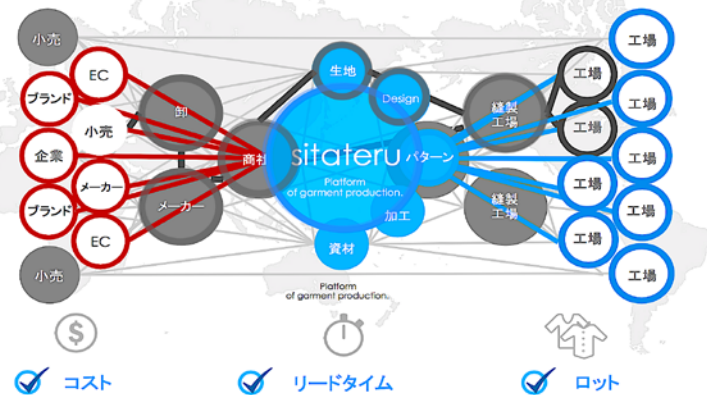 小売
EC
ブランド
小売
企業
メーカー
ブランド
EC
小売
卸
メーカー
商社
生地
Design
sitateru
Platform
of garment production.
パターン
加工
資材
縫製
工場
縫製
工場
工場
工場
工場
工場
工場
工場
工場
工場
工場
Platform
of garment production.
コスト
リードタイム
ロット